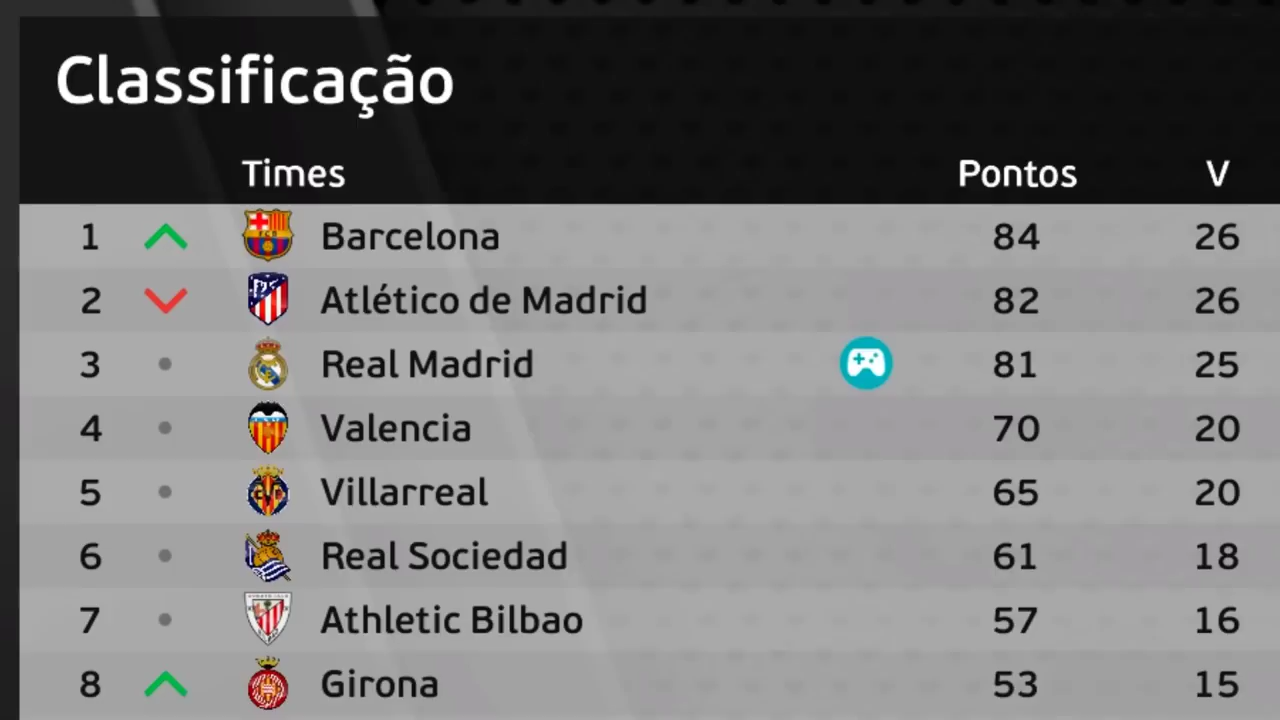 Classificação
Times Pontos V
1 Barcelona 84 26
2 Atlético de Madrid 82 26
3 Real Madrid 81 25
4 Valencia 70 20
5 Villarreal 65 20
6 Real Sociedad 61 18
7 Athletic Bilbao 57 16
8 Girona 53 15